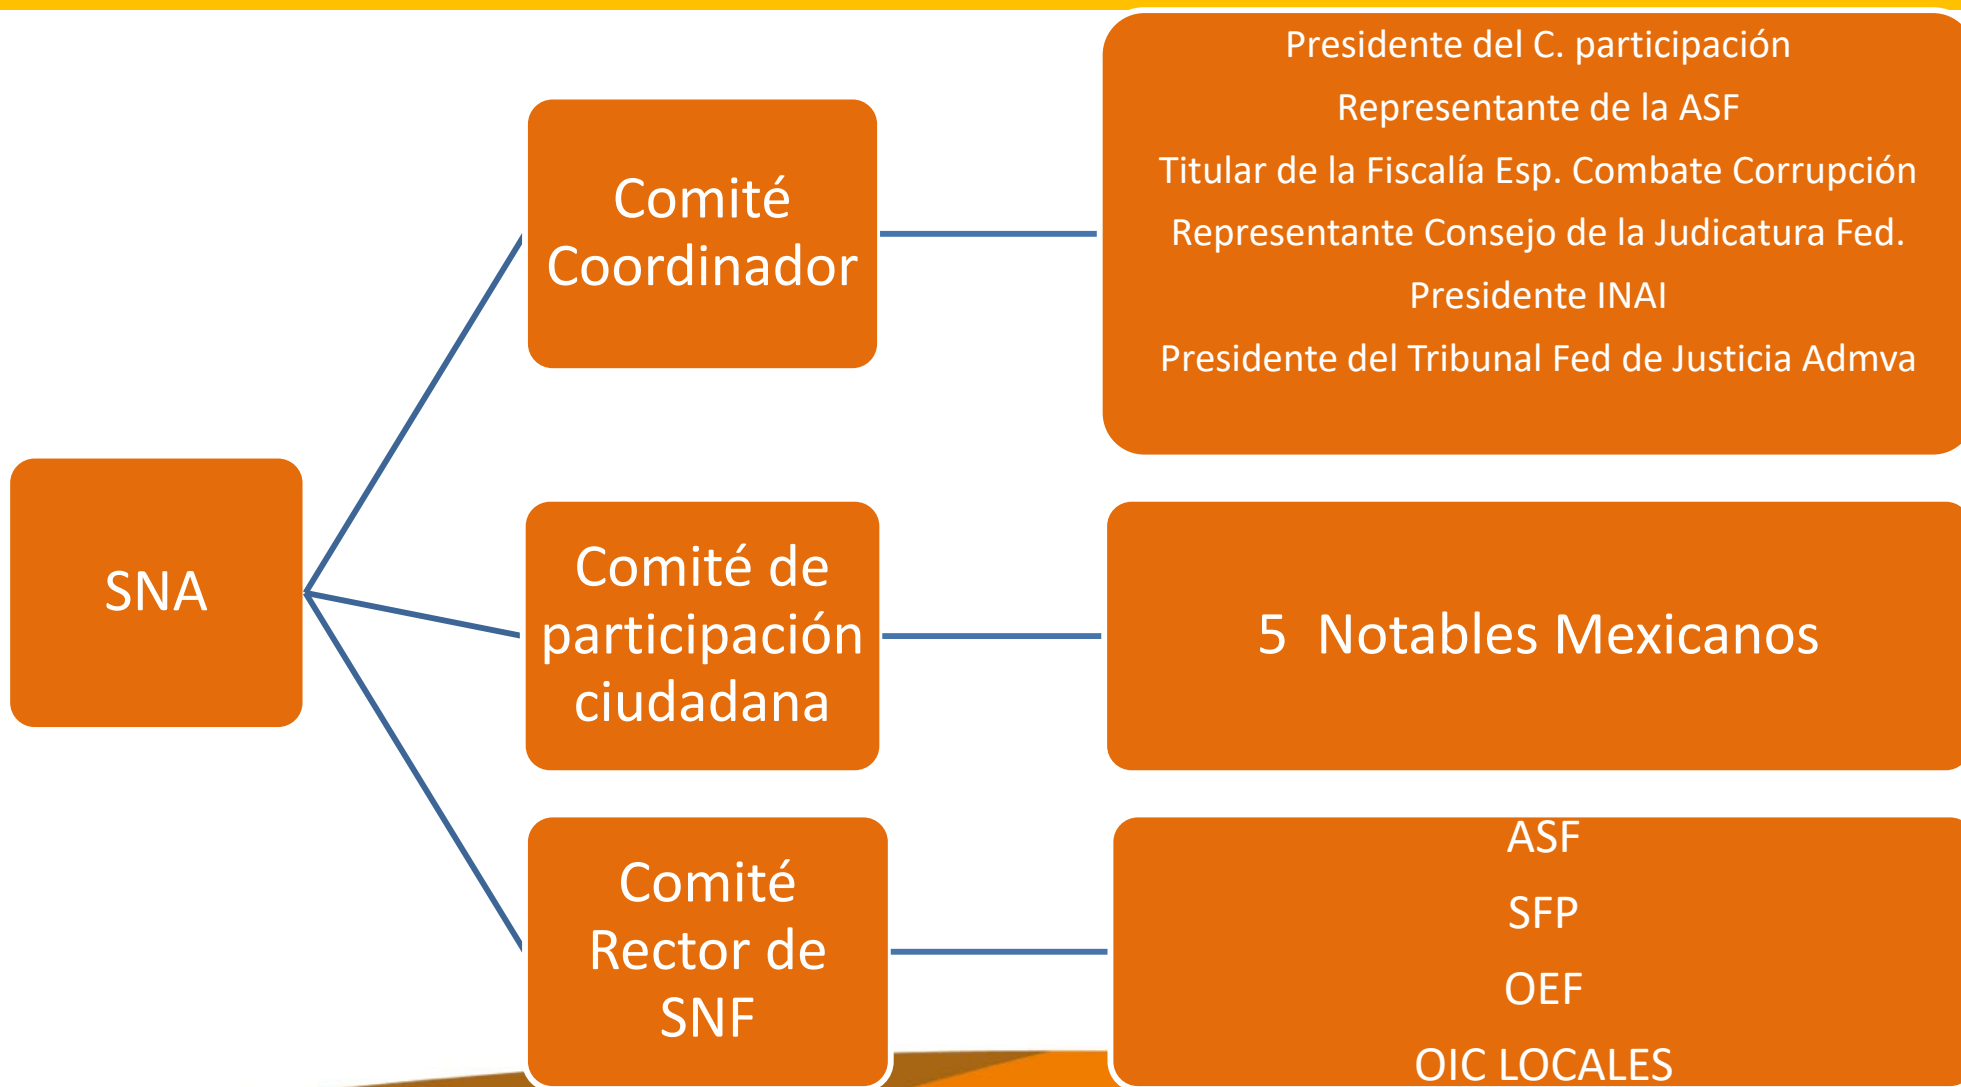 SNA
Comité
Coordinador
Presidente del C. participación
Representante de la ASF
Titular de la Fiscalía Esp. Combate Corrupción
Representante Consejo de la Judicatura Fed.
Presidente INAI
Presidente del Tribunal Fed de Justicia Admva
Comité de
participación
ciudadana
5 Notables Mexicanos
Comité
Rector de
SNF
ASF
SFP
OEF
OIC LOCALES